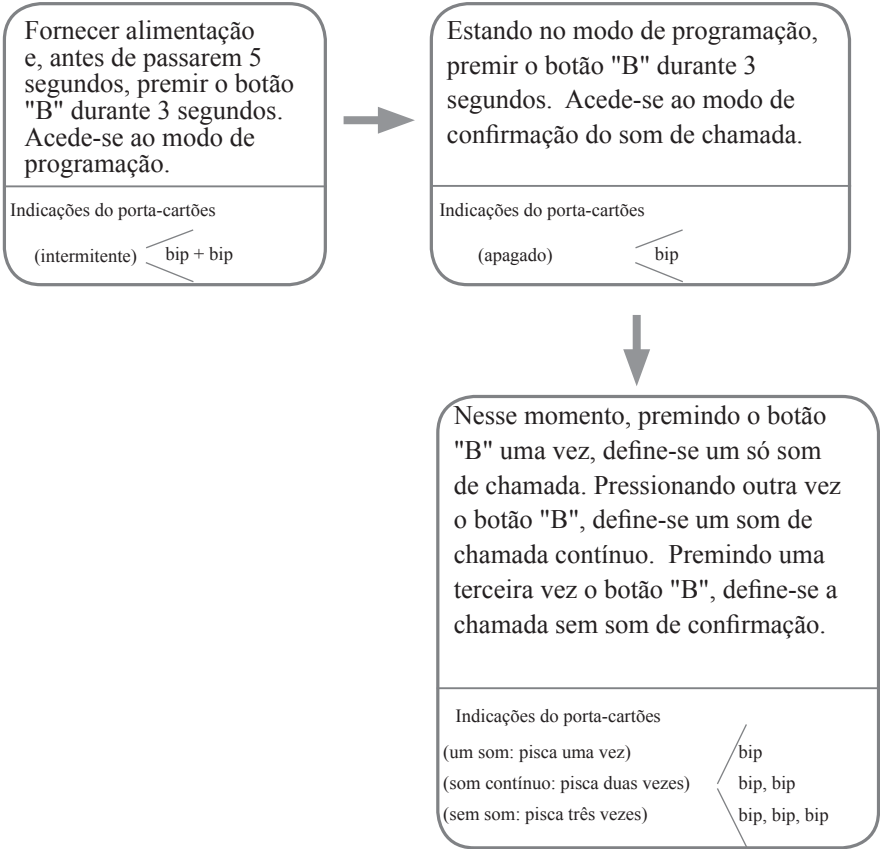 Fornecer alimentação
e, antes de passarem 5
segundos, premir o botão
"B" durante 3 segundos.
Acede-se ao modo de
programação.
Indicações do porta-cartões
(intermitente) bip + bip
Estando no modo de programação,
premir o botão "B" durante 3
segundos. Acede-se ao modo de
confirmação do som de chamada.
Indicações do porta-cartões
(apagado) bip
Nesse momento, premindo o botão
"B" uma vez, define-se um só som
de chamada. Pressionando outra vez
o botão "B", define-se um som de
chamada contínuo. Premindo uma
terceira vez o botão "B", define-se a
chamada sem som de confirmação.
Indicações do porta-cartões
(um som: pisca uma vez) bip
(som contínuo: pisca duas vezes) bip, bip
(sem som: pisca três vezes) bip, bip, bip